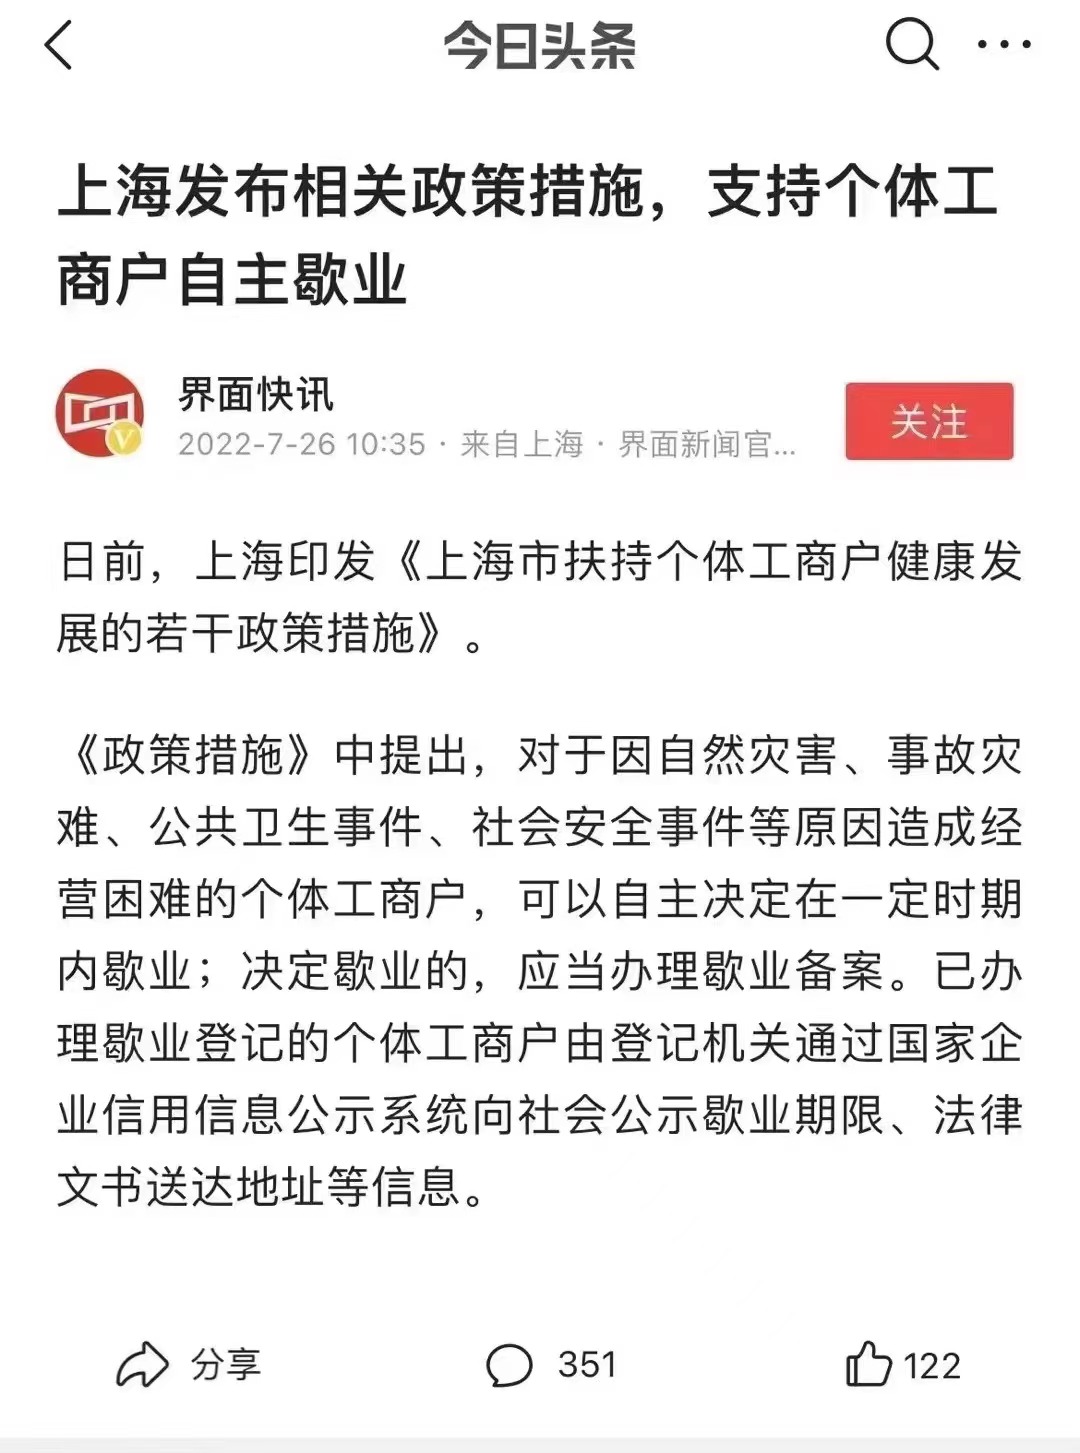 今日头条
上海发布相关政策措施，支持个体工
商户自主歇业
界面快讯
2022-7-26 10:35 · 来自上海 · 界面新闻官...
关注
日前，上海印发《上海市扶持个体工商户健康发
展的若干政策措施》。
《政策措施》中提出，对于因自然灾害、事故灾
难、公共卫生事件、社会安全事件等原因造成经
营困难的个体工商户，可以自主决定在一定时期
内歇业；决定歇业的，应当办理歇业备案。已办
理歇业登记的个体工商户由登记机关通过国家企
业信用信息公示系统向社会公示歇业期限、法律
文书送达地址等信息。
分享
351
122